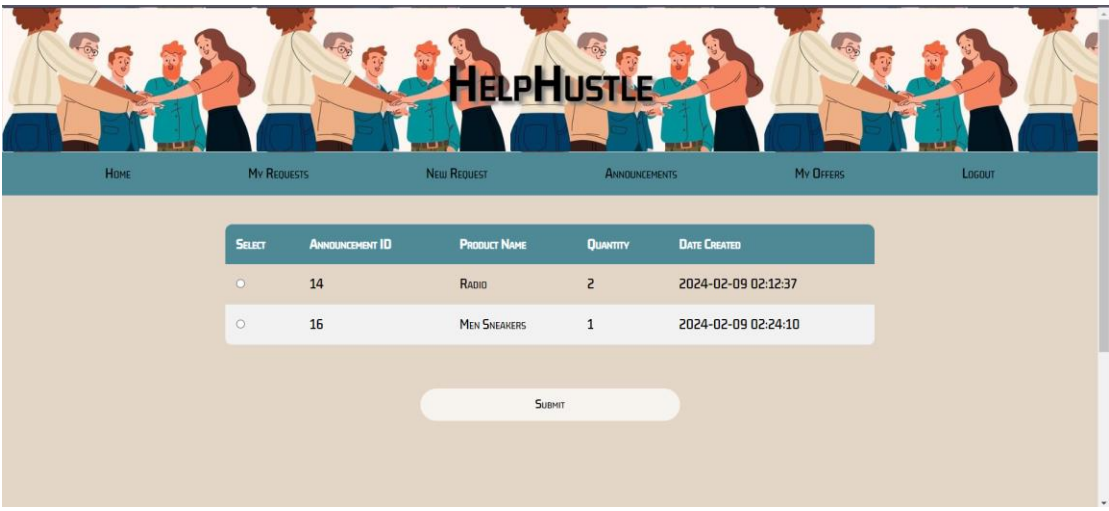 HelpHustle
Home My Requests New Request Announcements My Offers Logout
Select Announcement ID Product Name Quantity Date Created
14 Radio 2 2024-02-09 02:12:37
16 Men Sneakers 1 2024-02-09 02:24:10
Submit